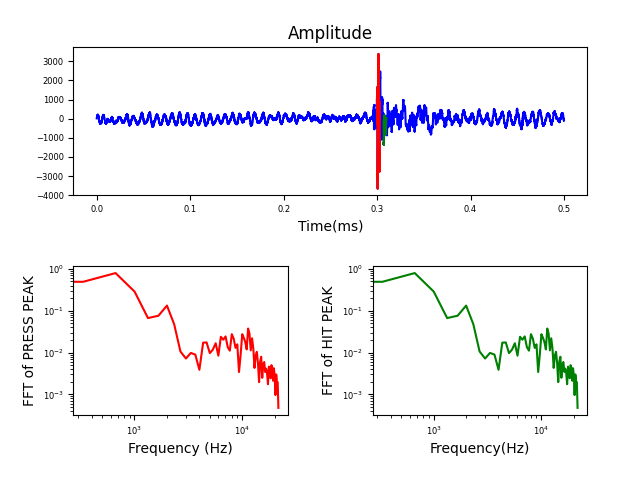 Amplitude
3000
2000
1000
0
−1000
−2000
−3000
−4000
0.0 0.1 0.2 0.3 0.4 0.5
Time(ms)
FFT of PRESS PEAK
10⁰
10⁻¹
10⁻²
10⁻³
10³ 10⁴
Frequency (Hz)
FFT of HIT PEAK
10⁰
10⁻¹
10⁻²
10⁻³
10³ 10⁴
Frequency(Hz)